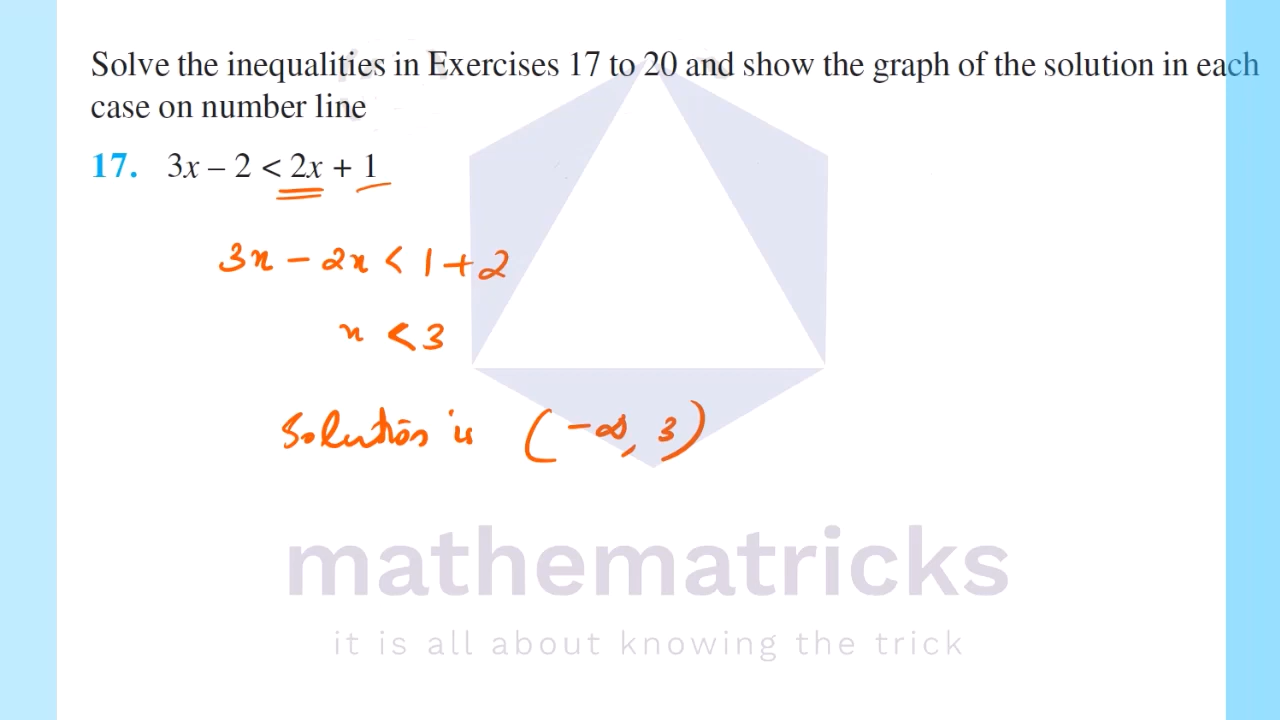 Solve the inequalities in Exercises 17 to 20 and show the graph of the solution in each
case on number line
17. 3x – 2 < 2x + 1
3x – 2x < 1 + 2
x < 3
Solution is (–∞, 3)
mathematricks
it is all about knowing the trick